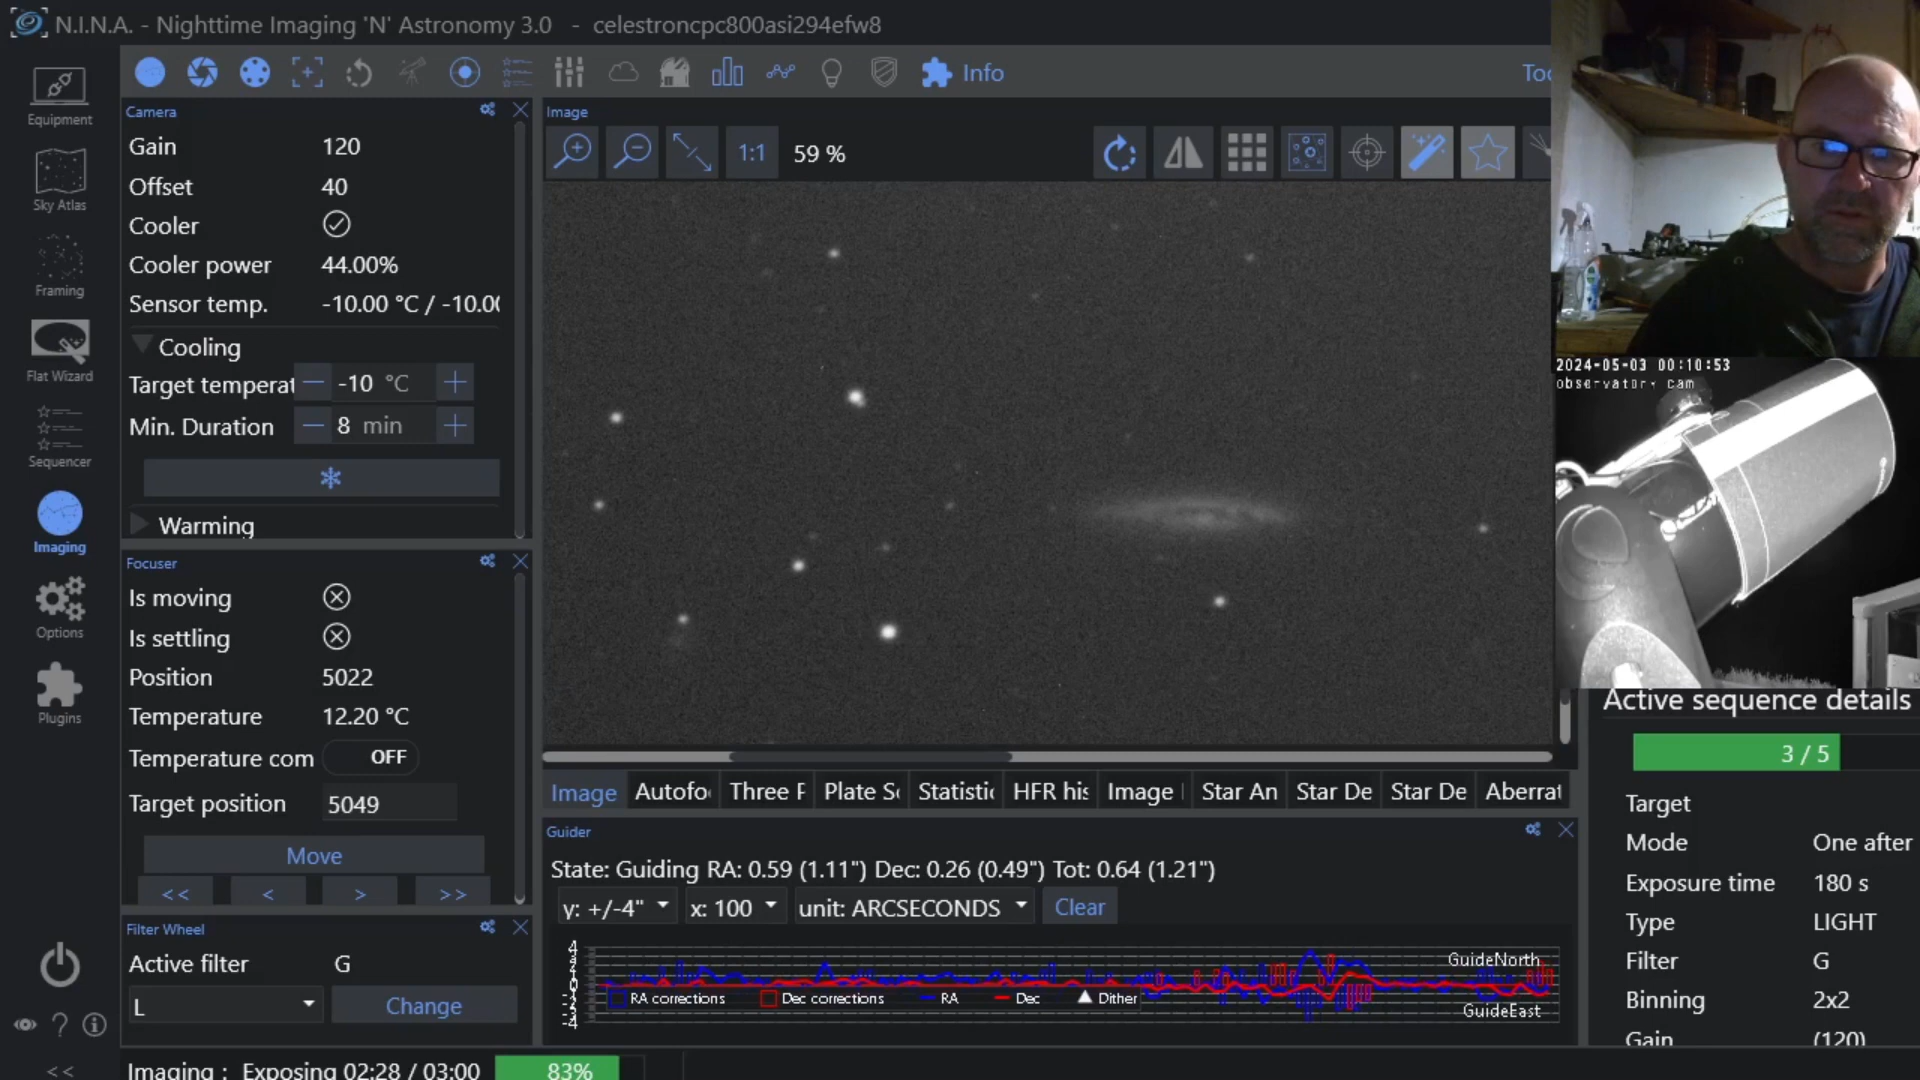 N.I.N.A. - Nighttime Imaging 'N' Astronomy 3.0 - celestroncpc800asi294efw8
Info
Equipment
Sky Atlas
Framing
Flat Wizard
Sequencer
Imaging
Options
Plugins
Camera
Gain 120
Offset 40
Cooler
Cooler power 44.00%
Sensor temp. -10.00 °C / -10.0
Cooling
Target temperat -10 °C
Min. Duration 8 min
Warming
Focuser
Is moving
Is settling
Position 5022
Temperature 12.20 °C
Temperature com OFF
Target position 5049
Move
<< < > >>
Filter Wheel
Active filter G
L Change
<<
Image
1:1 59 %
Image Autofo Three Plate Statistic HFR his Image Star An Star De Star De Aberrat
Guider
State: Guiding RA: 0.59 (1.11") Dec: 0.26 (0.49") Tot: 0.64 (1.21")
y: +/-4" x: 100 unit: ARCSECONDS Clear
4
0
-4
GuideNorth
RA corrections Dec corrections RA Dec Dither
GuideEast
Imaging : Exposing 02:28 / 03:00 83%
2024-05-03 00:10:53
observatory cam
Active sequence details
3 / 5
Target
Mode One after
Exposure time 180 s
Type LIGHT
Filter G
Binning 2x2
Gain (120)